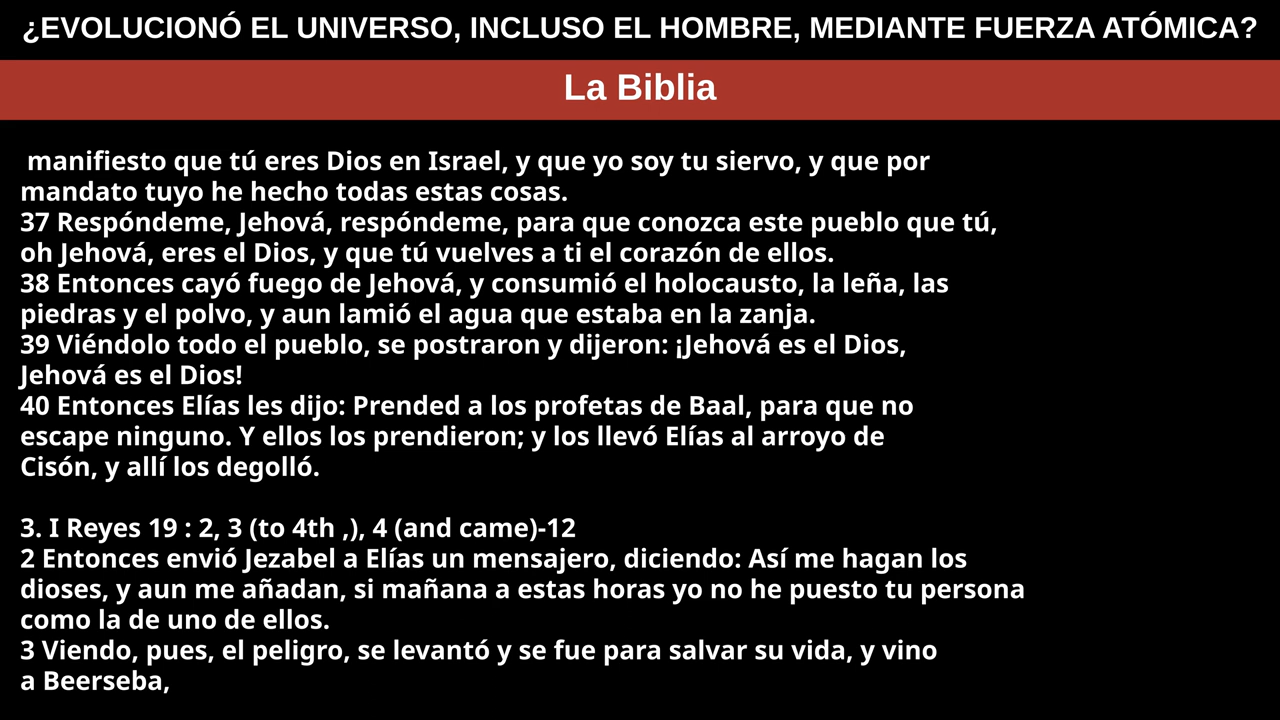 ¿EVOLUCIONÓ EL UNIVERSO, INCLUSO EL HOMBRE, MEDIANTE FUERZA ATÓMICA?
La Biblia
manifiesto que tú eres Dios en Israel, y que yo soy tu siervo, y que por
mandato tuyo he hecho todas estas cosas.
37 Respóndeme, Jehová, respóndeme, para que conozca este pueblo que tú,
oh Jehová, eres el Dios, y que tú vuelves a ti el corazón de ellos.
38 Entonces cayó fuego de Jehová, y consumió el holocausto, la leña, las
piedras y el polvo, y aun lamió el agua que estaba en la zanja.
39 Viéndolo todo el pueblo, se postraron y dijeron: ¡Jehová es el Dios,
Jehová es el Dios!
40 Entonces Elías les dijo: Prended a los profetas de Baal, para que no
escape ninguno. Y ellos los prendieron; y los llevó Elías al arroyo de
Cisón, y allí los degolló.
3. I Reyes 19 : 2, 3 (to 4th ,), 4 (and came)-12
2 Entonces envió Jezabel a Elías un mensajero, diciendo: Así me hagan los
dioses, y aun me añadan, si mañana a estas horas yo no he puesto tu persona
como la de uno de ellos.
3 Viendo, pues, el peligro, se levantó y se fue para salvar su vida, y vino
a Beerseba,